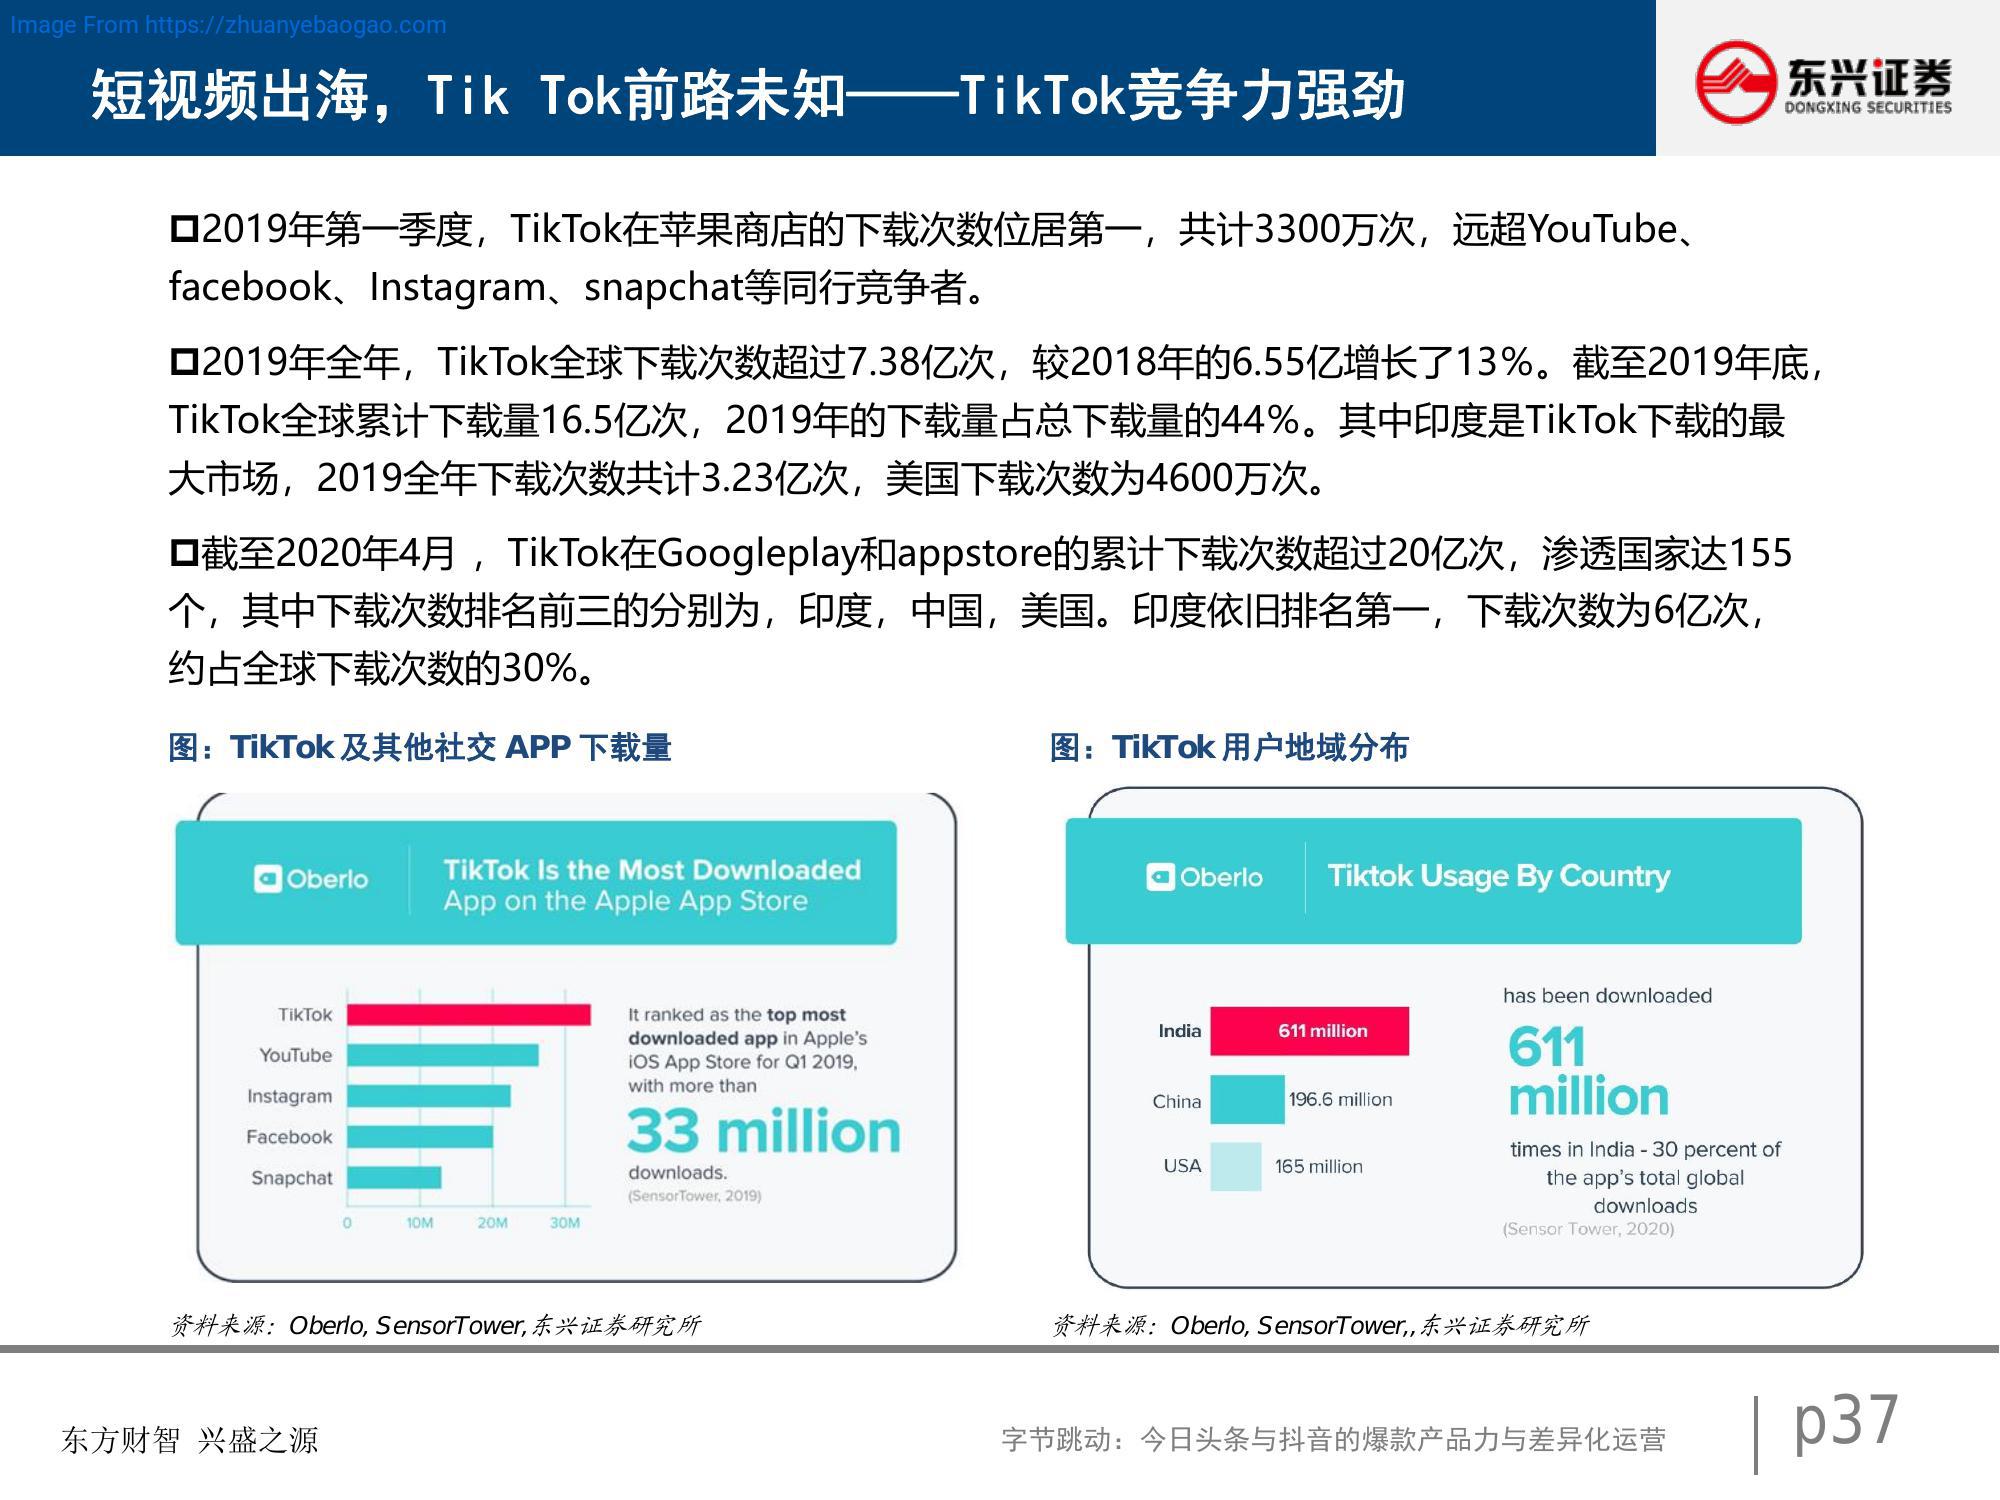 Image From https://zhuanyebaogao.com
短视频出海，Tik Tok前路未知——TikTok竞争力强劲
东兴证券
DONGXING SECURITIES
2019年第一季度，TikTok在苹果商店的下载次数位居第一，共计3300万次，远超YouTube、
facebook、Instagram、snapchat等同行竞争者。
2019年全年，TikTok全球下载次数超过7.38亿次，较2018年的6.55亿增长了13%。截至2019年底，
TikTok全球累计下载量16.5亿次，2019年的下载量占总下载量的44%。其中印度是TikTok下载的最
大市场，2019全年下载次数共计3.23亿次，美国下载次数为4600万次。
截至2020年4月 ，TikTok在Googleplay和appstore的累计下载次数超过20亿次，渗透国家达155
个，其中下载次数排名前三的分别为，印度，中国，美国。印度依旧排名第一，下载次数为6亿次，
约占全球下载次数的30%。
图：TikTok 及其他社交 APP 下载量
Oberlo
TikTok Is the Most Downloaded
App on the Apple App Store
TikTok
YouTube
Instagram
Facebook
Snapchat
0 10M 20M 30M
It ranked as the top most
downloaded app in Apple's
iOS App Store for Q1 2019,
with more than
33 million
downloads.
(SensorTower, 2019)
资料来源：Oberlo, SensorTower,东兴证券研究所
图：TikTok 用户地域分布
Oberlo
Tiktok Usage By Country
India 611 million
China 196.6 million
USA 165 million
has been downloaded
611
million
times in India - 30 percent of
the app's total global
downloads
(Sensor Tower, 2020)
资料来源：Oberlo, SensorTower,,东兴证券研究所
东方财智 兴盛之源
字节跳动：今日头条与抖音的爆款产品力与差异化运营
p37